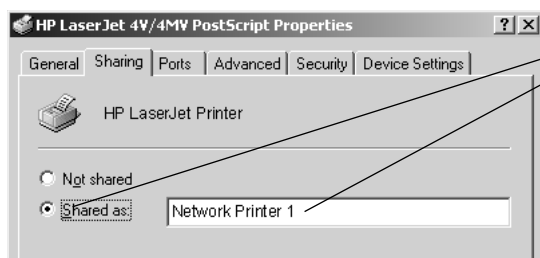 HP LaserJet 4V/4MV PostScript Properties
General Sharing Ports Advanced Security Device Settings
HP LaserJet Printer
Not shared
Shared as: Network Printer 1